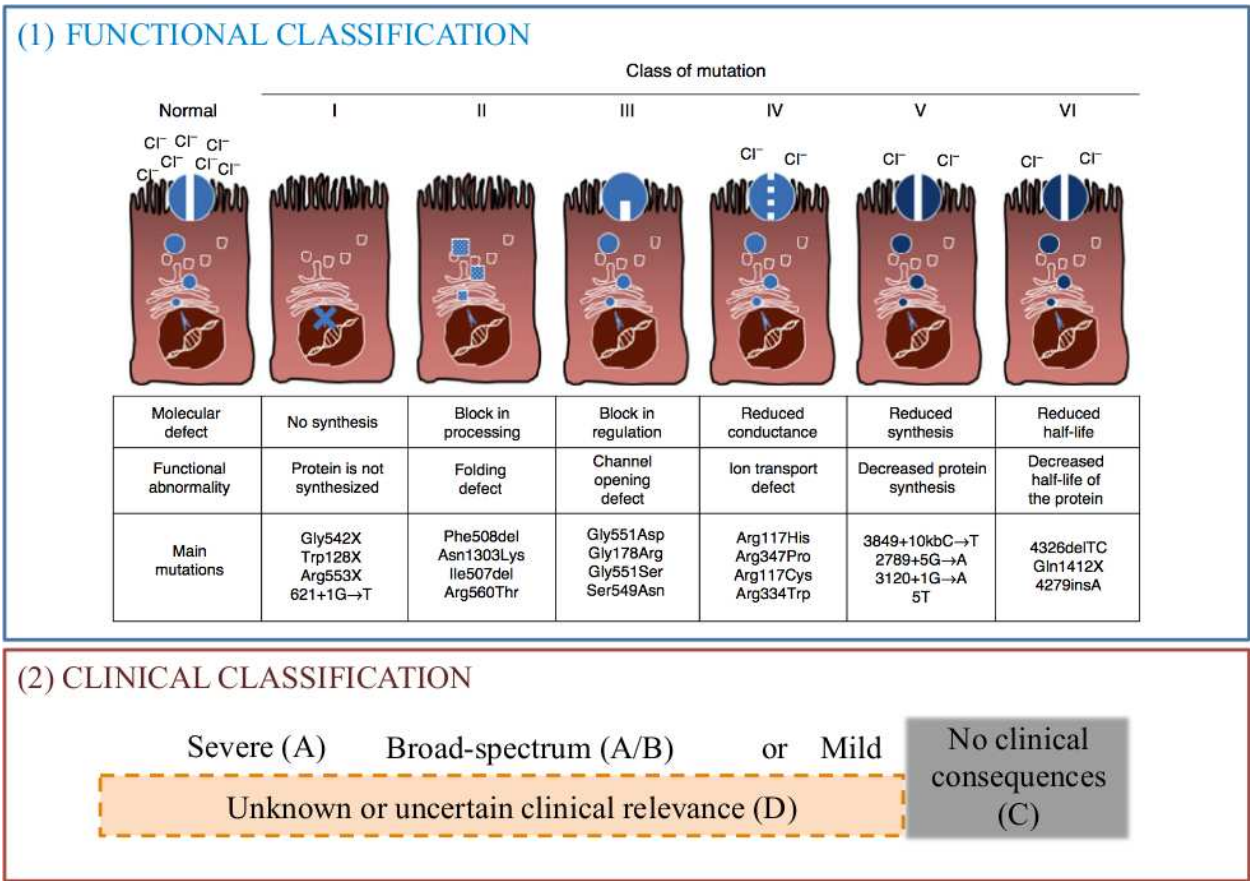 (1) FUNCTIONAL CLASSIFICATION
Class of mutation
Normal I II III IV V VI
Cl⁻ Cl⁻ Cl⁻ Cl⁻ Cl⁻ Cl⁻ Cl⁻
Cl⁻ Cl⁻
Cl⁻ Cl⁻
Cl⁻ Cl⁻
Molecular defect
No synthesis
Block in processing
Block in regulation
Reduced conductance
Reduced synthesis
Reduced half-life
Functional abnormality
Protein is not synthesized
Folding defect
Channel opening defect
Ion transport defect
Decreased protein synthesis
Decreased half-life of the protein
Main mutations
Gly542X
Trp128X
Arg553X
621+1G→T
Phe508del
Asn1303Lys
Ile507del
Arg560Thr
Gly551Asp
Gly178Arg
Gly551Ser
Ser549Asn
Arg117His
Arg347Pro
Arg117Cys
Arg334Trp
3849+10kbC→T
2789+5G→A
3120+1G→A
5T
4326delTC
Gln1412X
4279insA
(2) CLINICAL CLASSIFICATION
Severe (A) Broad-spectrum (A/B) or Mild
No clinical
consequences
(C)
Unknown or uncertain clinical relevance (D)